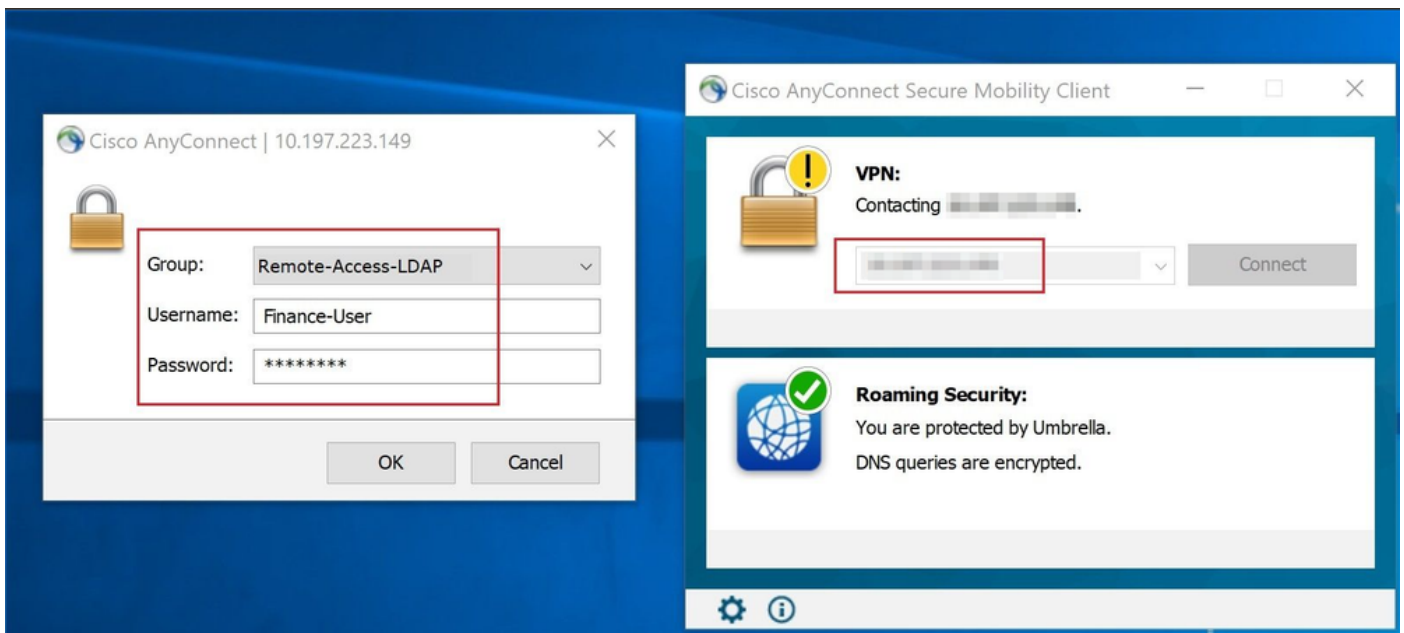 Cisco AnyConnect | 10.197.223.149
Group: Remote-Access-LDAP
Username: Finance-User
Password: ********
OK Cancel
Cisco AnyConnect Secure Mobility Client
VPN:
Contacting .
Connect
Roaming Security:
You are protected by Umbrella.
DNS queries are encrypted.